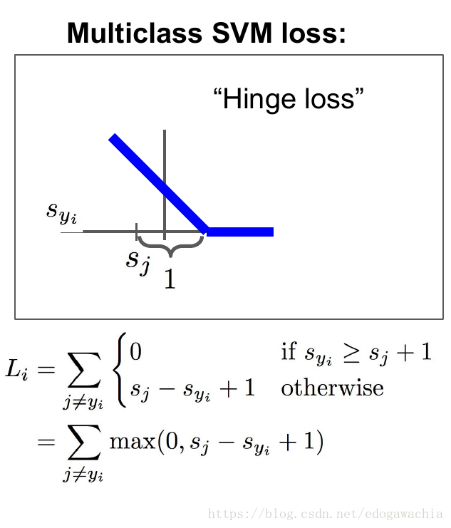 Multiclass SVM loss:
“Hinge loss”
s_{y_i}
s_j
1
L_i = \sum_{j \neq y_i} \begin{cases} 0 & \text{if } s_{y_i} \geq s_j + 1 \\ s_j - s_{y_i} + 1 & \text{otherwise} \end{cases}
= \sum_{j \neq y_i} \max(0, s_j - s_{y_i} + 1)
https://blog.csdn.net/edogawachia